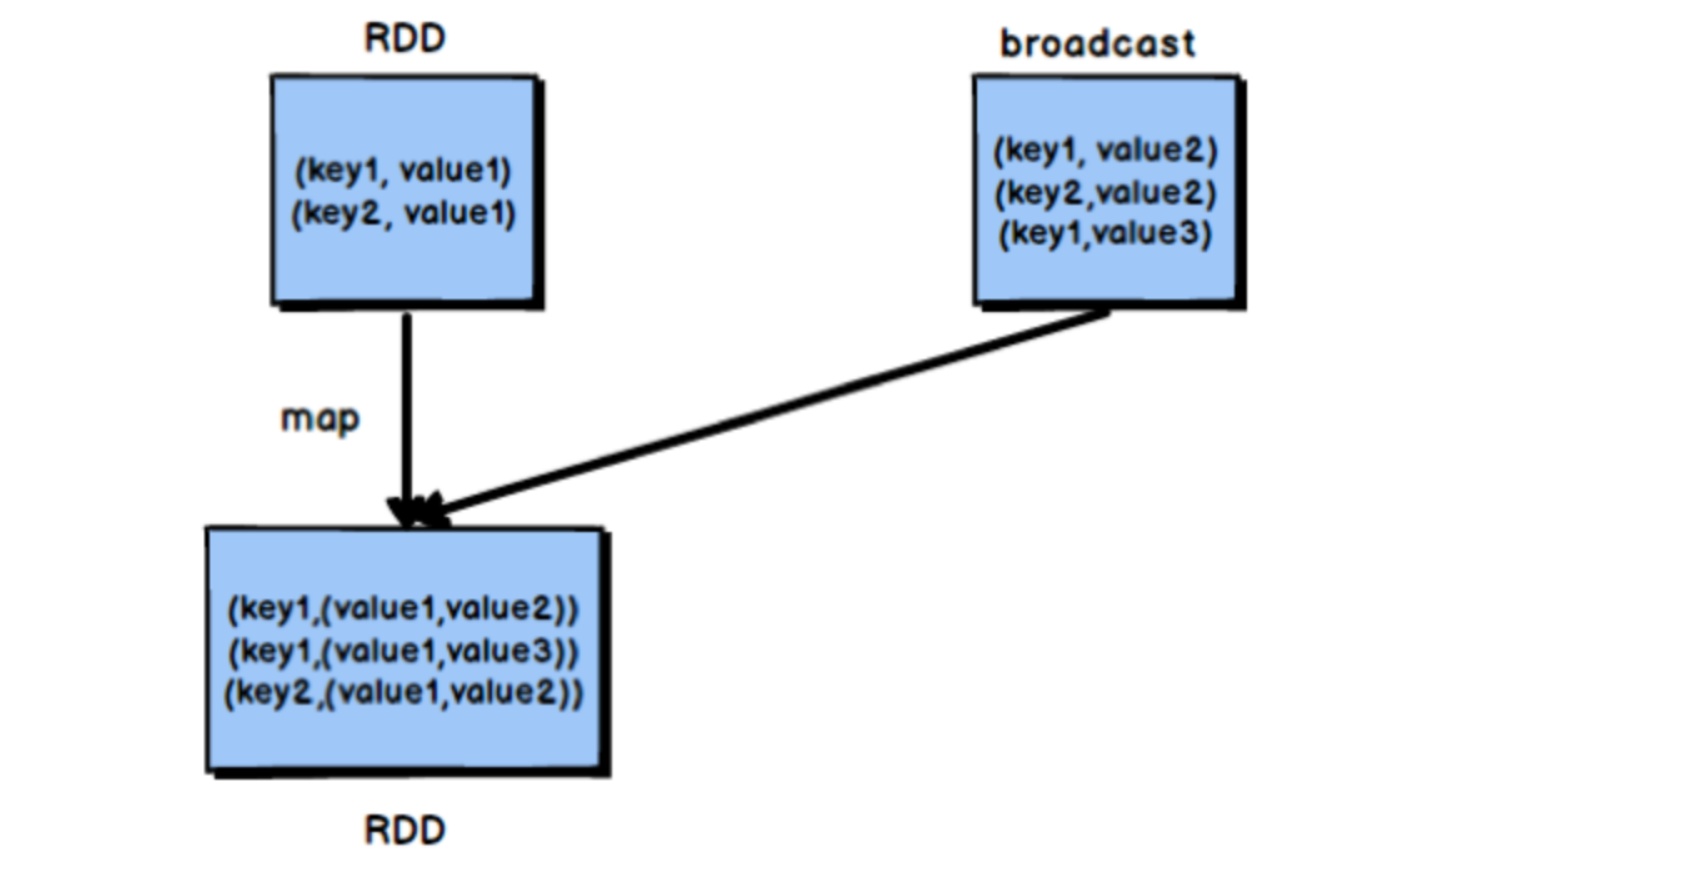 RDD
(key1, value1)
(key2, value1)
broadcast
(key1, value2)
(key2,value2)
(key1,value3)
map
(key1,(value1,value2))
(key1,(value1,value3))
(key2,(value1,value2))
RDD